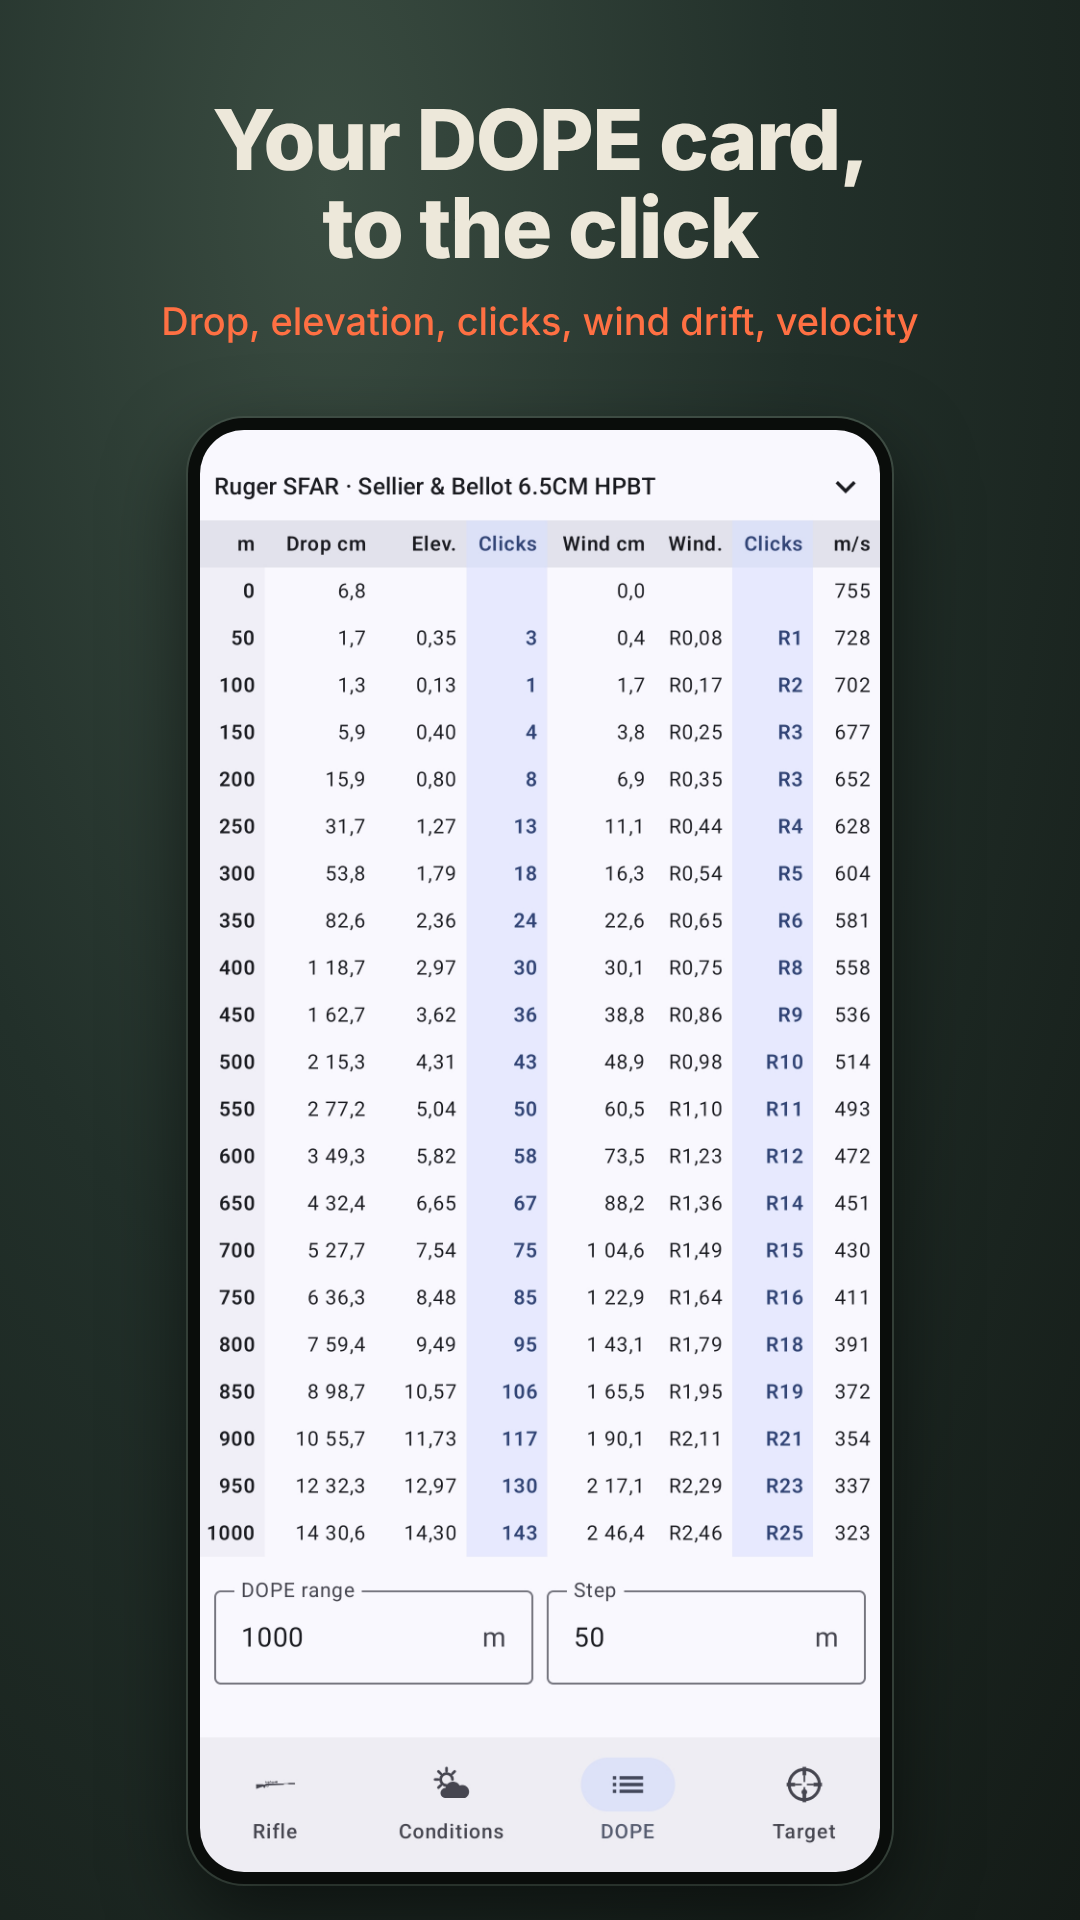 Your DOPE card,
to the click
Drop, elevation, clicks, wind drift, velocity
Ruger SFAR · Sellier & Bellot 6.5CM HPBT
m Drop cm Elev. Clicks Wind cm Wind. Clicks m/s
0 6,8 0,0 755
50 1,7 0,35 3 0,4 R0,08 R1 728
100 1,3 0,13 1 1,7 R0,17 R2 702
150 5,9 0,40 4 3,8 R0,25 R3 677
200 15,9 0,80 8 6,9 R0,35 R3 652
250 31,7 1,27 13 11,1 R0,44 R4 628
300 53,8 1,79 18 16,3 R0,54 R5 604
350 82,6 2,36 24 22,6 R0,65 R6 581
400 1 18,7 2,97 30 30,1 R0,75 R8 558
450 1 62,7 3,62 36 38,8 R0,86 R9 536
500 2 15,3 4,31 43 48,9 R0,98 R10 514
550 2 77,2 5,04 50 60,5 R1,10 R11 493
600 3 49,3 5,82 58 73,5 R1,23 R12 472
650 4 32,4 6,65 67 88,2 R1,36 R14 451
700 5 27,7 7,54 75 1 04,6 R1,49 R15 430
750 6 36,3 8,48 85 1 22,9 R1,64 R16 411
800 7 59,4 9,49 95 1 43,1 R1,79 R18 391
850 8 98,7 10,57 106 1 65,5 R1,95 R19 372
900 10 55,7 11,73 117 1 90,1 R2,11 R21 354
950 12 32,3 12,97 130 2 17,1 R2,29 R23 337
1000 14 30,6 14,30 143 2 46,4 R2,46 R25 323
DOPE range Step
1000 m 50 m
Rifle Conditions DOPE Target